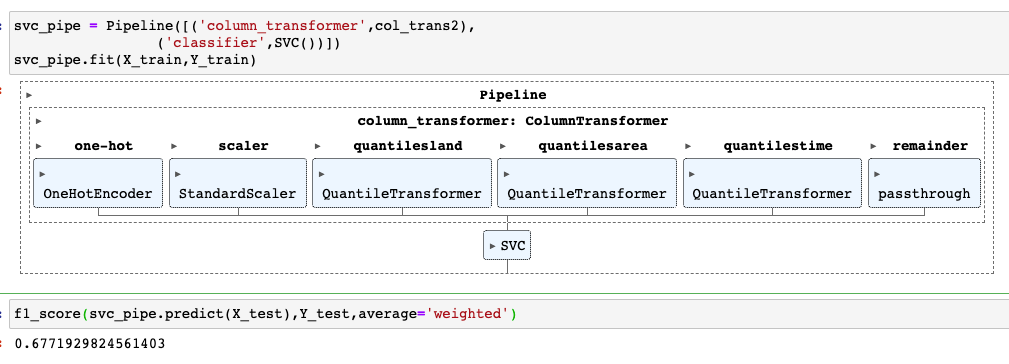 svc_pipe = Pipeline([('column_transformer',col_trans2),
('classifier',SVC())])
svc_pipe.fit(X_train,Y_train)
Pipeline
column_transformer: ColumnTransformer
one-hot scaler quantilesland quantilesarea quantilestime remainder
OneHotEncoder StandardScaler QuantileTransformer QuantileTransformer QuantileTransformer passthrough
SVC
f1_score(svc_pipe.predict(X_test),Y_test,average='weighted')
0.6771929824561403